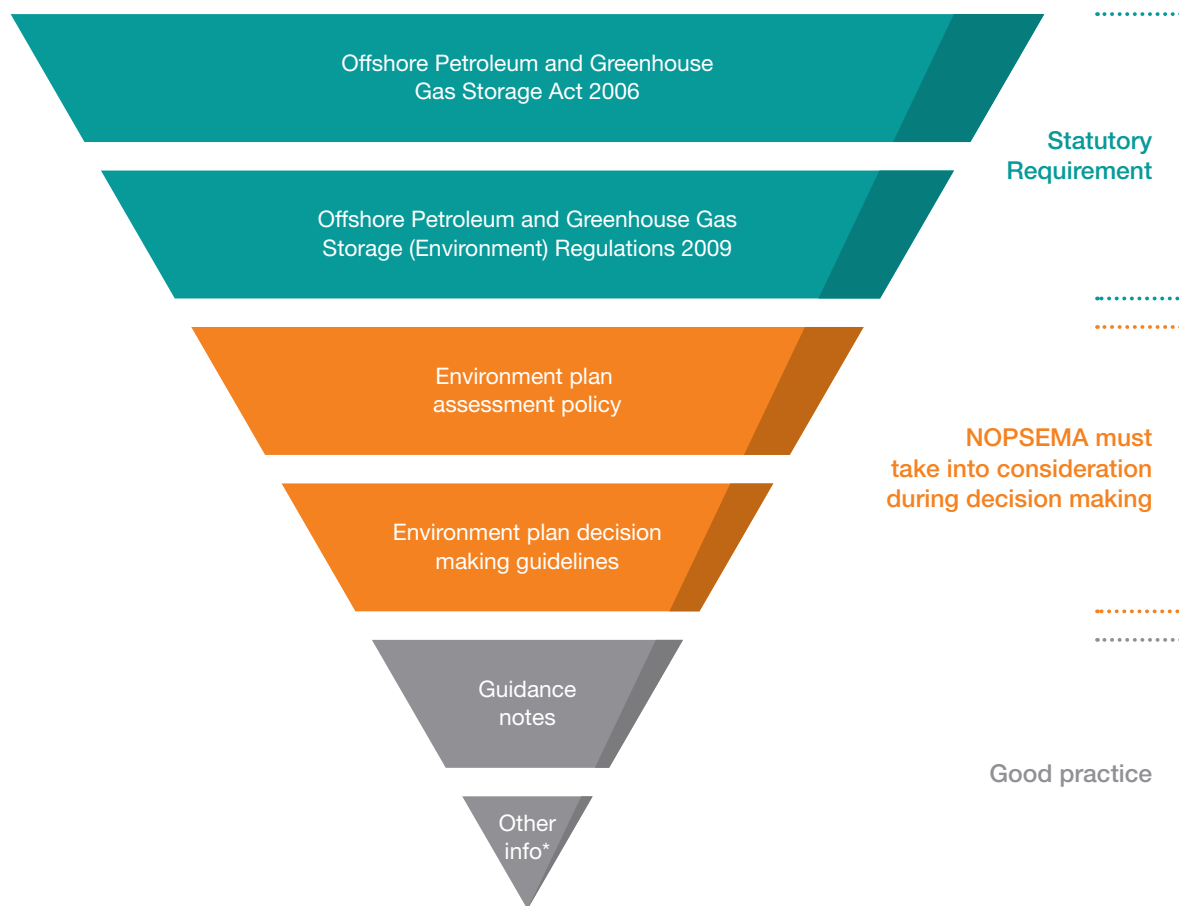 Offshore Petroleum and Greenhouse
Gas Storage Act 2006
Statutory
Requirement
Offshore Petroleum and Greenhouse Gas
Storage (Environment) Regulations 2009
Environment plan
assessment policy
NOPSEMA must
take into consideration
during decision making
Environment plan decision
making guidelines
Guidance
notes
Good practice
Other
info*